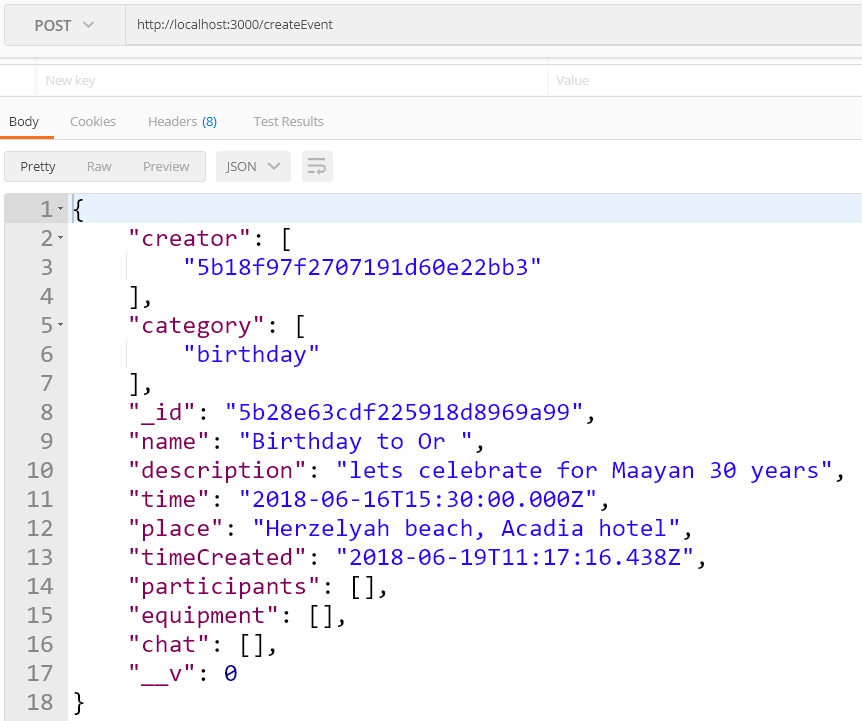 POST http://localhost:3000/createEvent
New key Value
Body Cookies Headers (8) Test Results
Pretty Raw Preview JSON
1 {
2 "creator": [
3 "5b18f97f2707191d60e22bb3"
4 ],
5 "category": [
6 "birthday"
7 ],
8 "_id": "5b28e63cdf225918d8969a99",
9 "name": "Birthday to Or ",
10 "description": "lets celebrate for Maayan 30 years",
11 "time": "2018-06-16T15:30:00.000Z",
12 "place": "Herzelyah beach, Acadia hotel",
13 "timeCreated": "2018-06-19T11:17:16.438Z",
14 "participants": [],
15 "equipment": [],
16 "chat": [],
17 "__v": 0
18 }